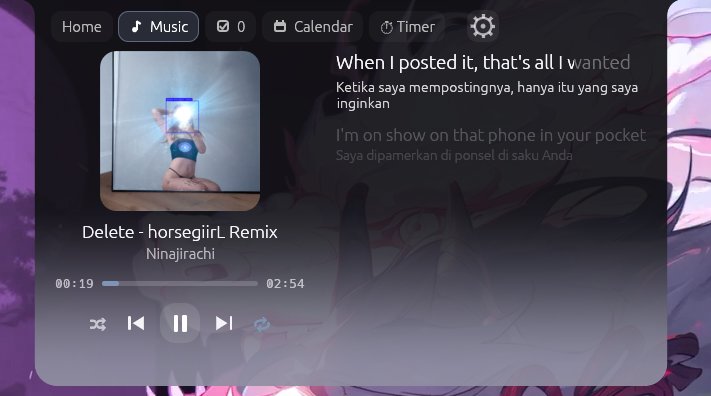 Home
Music
0
Calendar
Timer
When I posted it, that's all I wanted
Ketika saya mempostingnya, hanya itu yang saya
inginkan
I'm on show on that phone in your pocket
Saya dipamerkan di ponsel di saku Anda
Delete - horsegiirL Remix
Ninajirachi
00:19
02:54